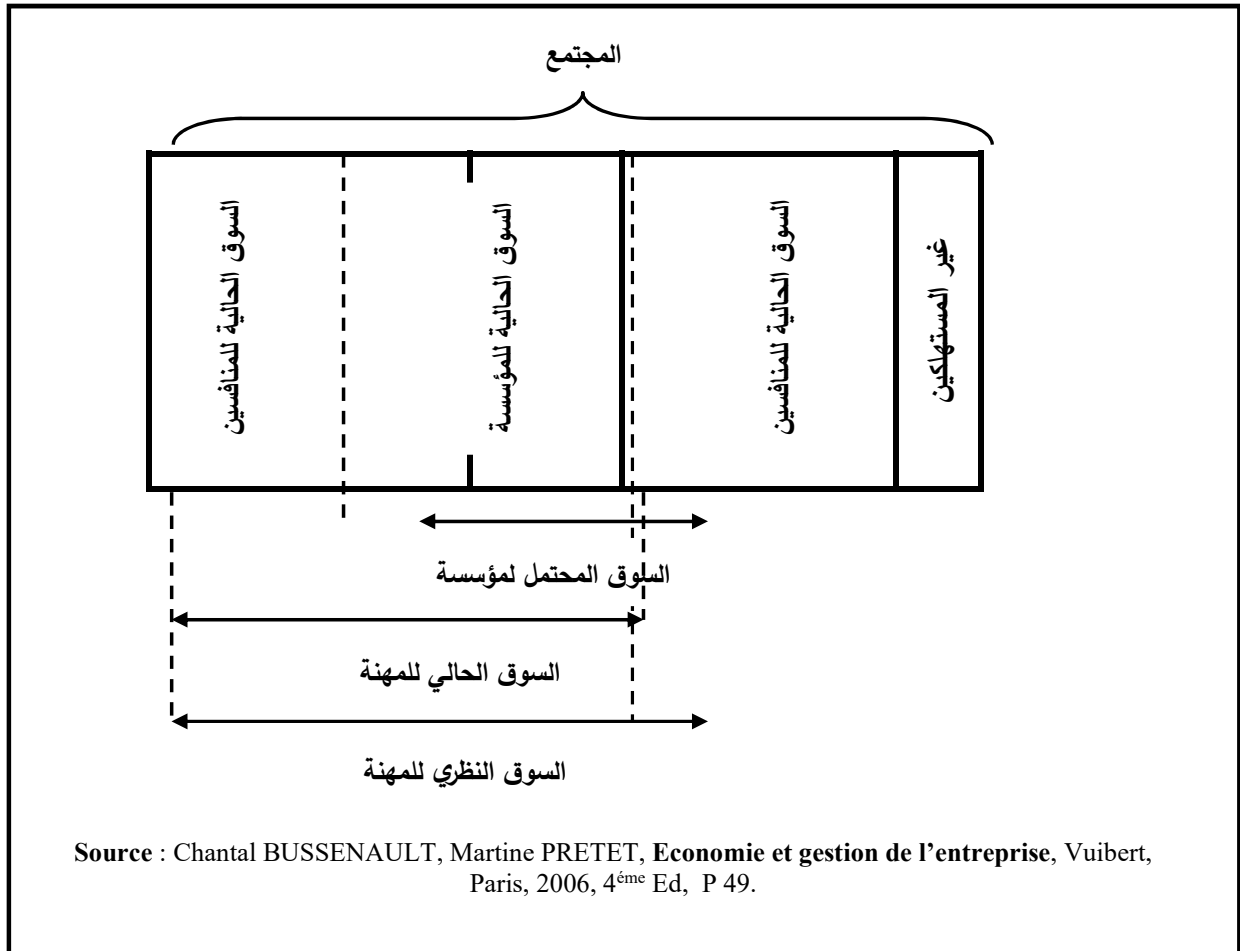 المجتمع
غير المستهلكين
السوق الحالية للمنافسين
السوق الحالية للمؤسسة
السوق الحالية للمنافسين
السوق المحتمل لمؤسسة
السوق الحالي للمهنة
السوق النظري للمهنة
Source : Chantal BUSSENAULT, Martine PRETET, Economie et gestion de l’entreprise, Vuibert,
Paris, 2006, 4éme Ed, P 49.